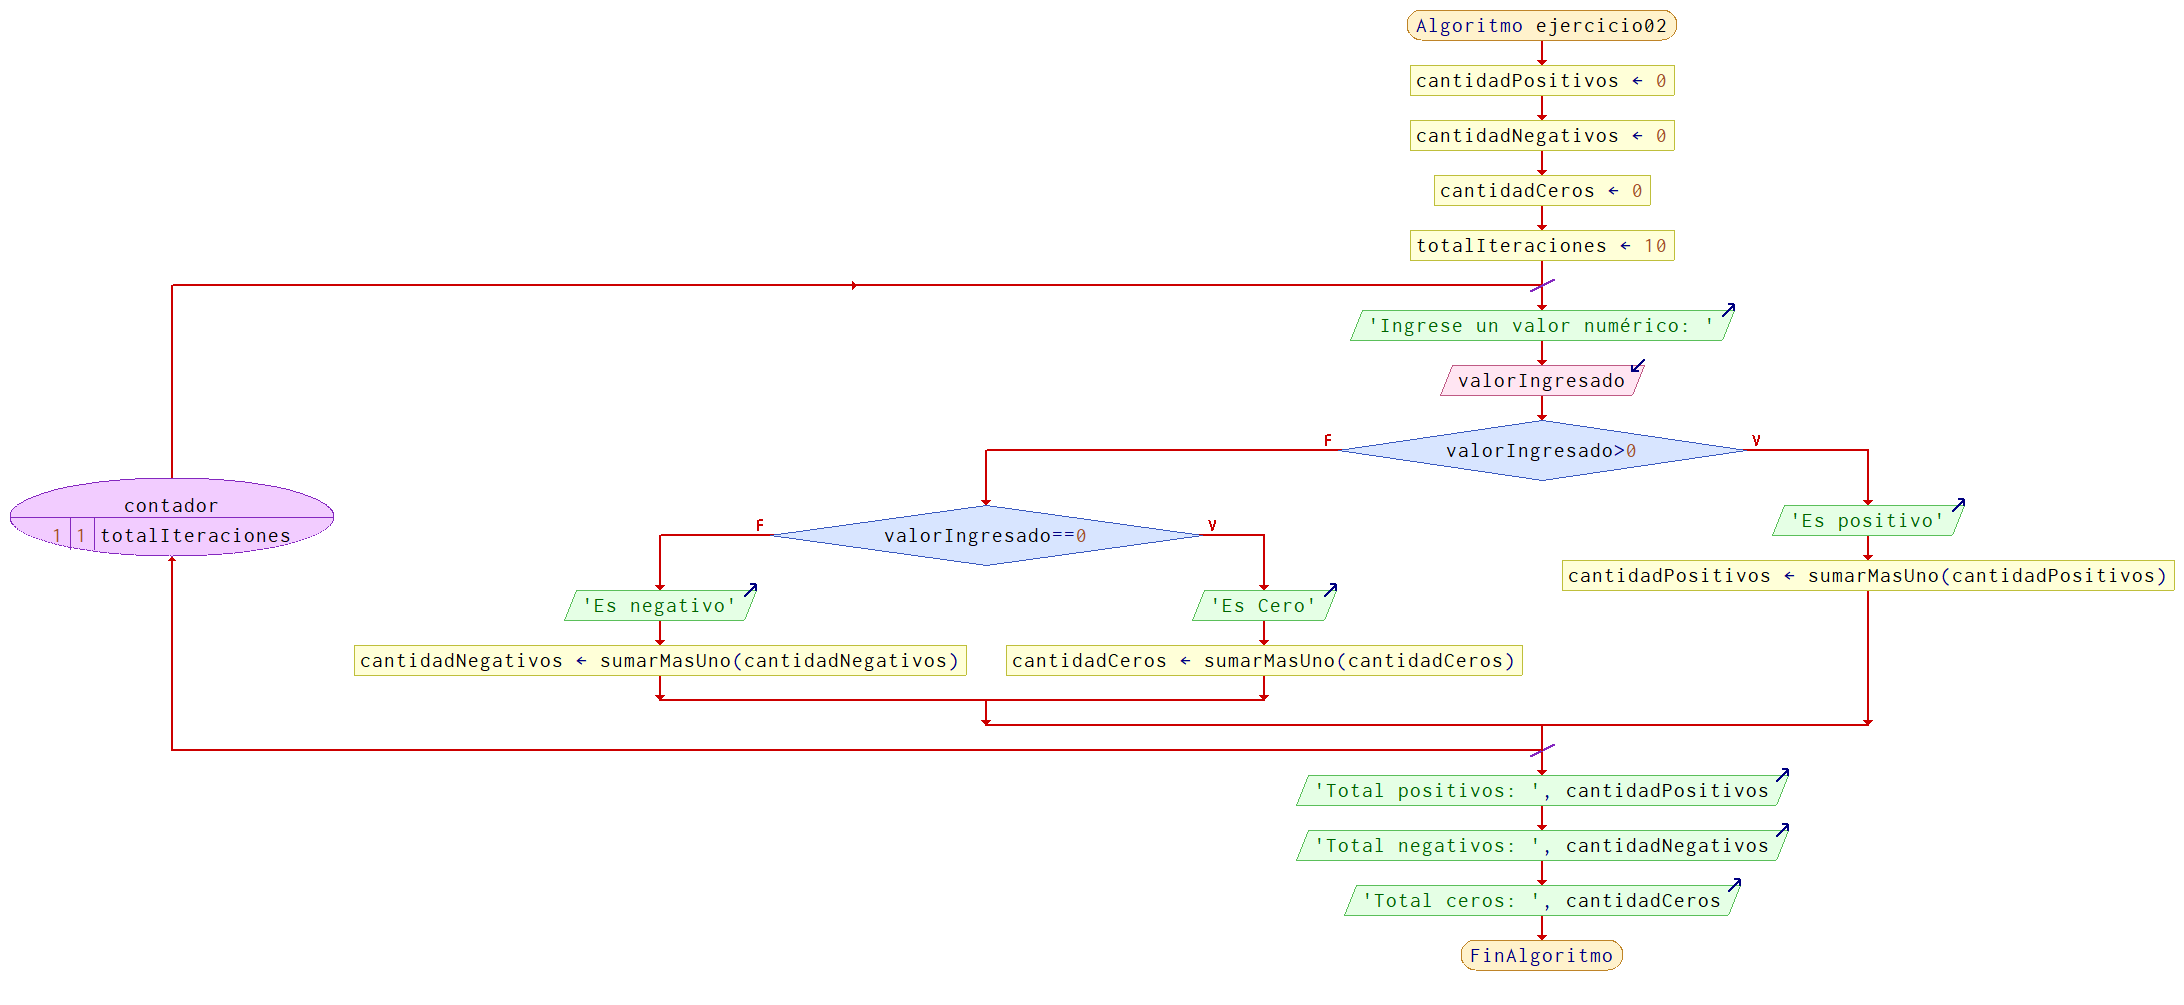 Algoritmo ejercicio02
cantidadPositivos ← 0
cantidadNegativos ← 0
cantidadCeros ← 0
totalIteraciones ← 10
'Ingrese un valor numérico: '
valorIngresado
valorIngresado>0
F
V
contador
1 1 totalIteraciones
valorIngresado==0
F
V
'Es positivo'
cantidadPositivos ← sumarMasUno(cantidadPositivos)
'Es negativo'
'Es Cero'
cantidadNegativos ← sumarMasUno(cantidadNegativos)
cantidadCeros ← sumarMasUno(cantidadCeros)
'Total positivos: ', cantidadPositivos
'Total negativos: ', cantidadNegativos
'Total ceros: ', cantidadCeros
FinAlgoritmo